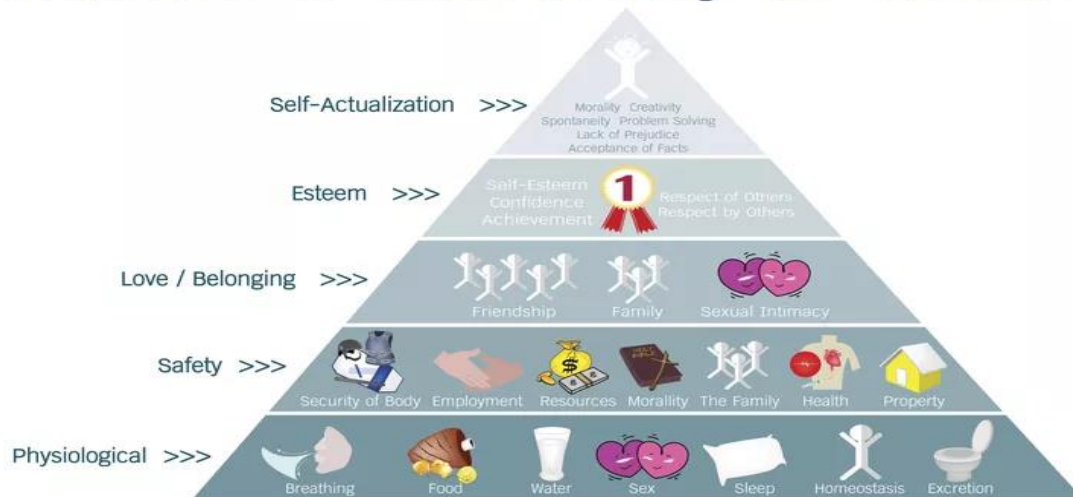 Self-Actualization >>>
Morality Creativity
Spontaneity Problem Solving
Lack of Prejudice
Acceptance of Facts
Esteem >>>
Self-Esteem
Confidence
Achievement
1
Respect of Others
Respect by Others
Love / Belonging >>>
Friendship Family Sexual Intimacy
Safety >>>
$
Security of Body Employment Resources Morallity The Family Health Property
Physiological >>>
Breathing Food Water Sex Sleep Homeostasis Excretion